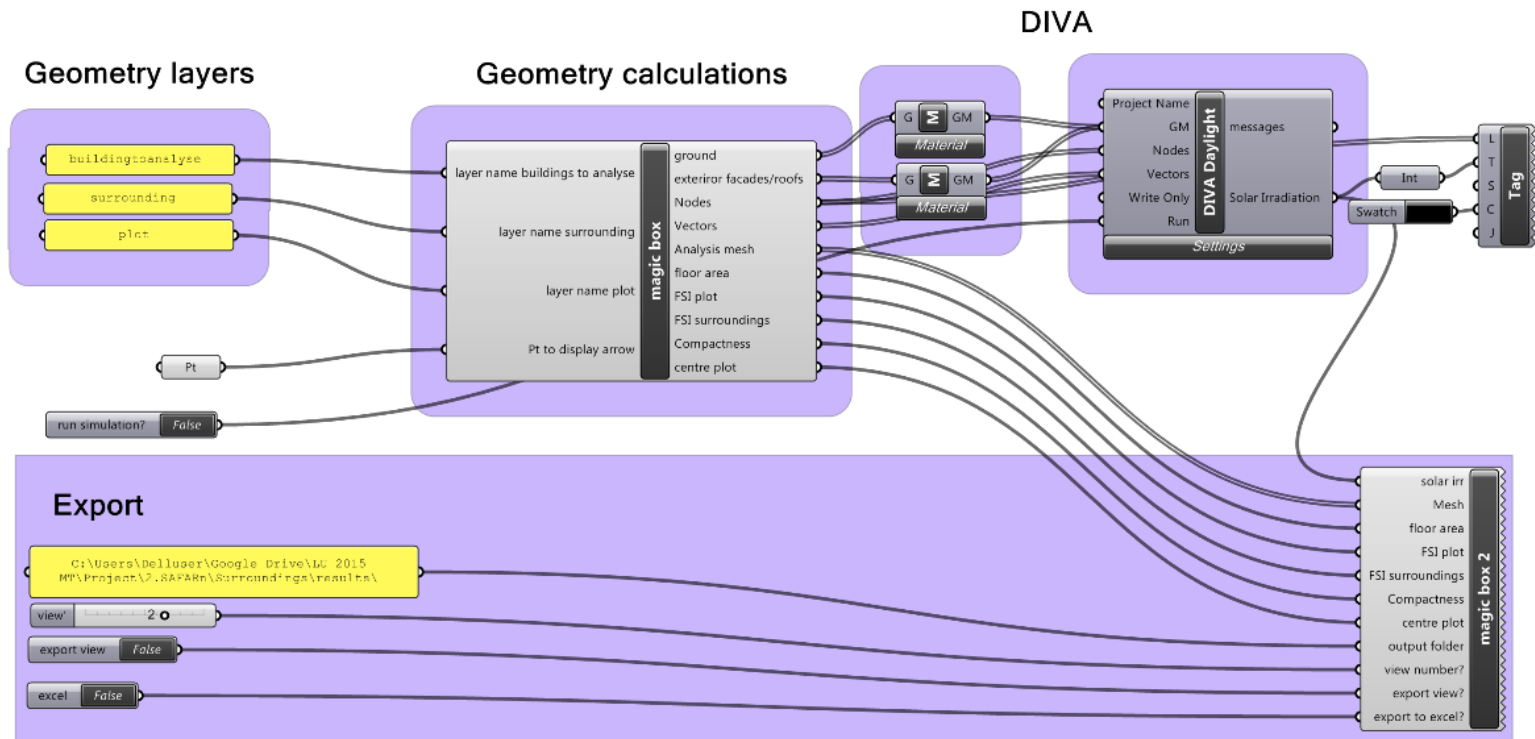 DIVA
Geometry layers
Geometry calculations
buildingtoanalyse
surrounding
plot
Pt
run simulation? False
layer name buildings to analyse
layer name surrounding
layer name plot
Pt to display arrow
magic box
ground
exteriror facades/roofs
Nodes
Vectors
Analysis mesh
floor area
FSI plot
FSI surroundings
Compactness
centre plot
G M GM
Material
G M GM
Material
Project Name
GM
Nodes
Vectors
Write Only
Run
DIVA Daylight
messages
Solar Irradiation
Settings
Int
Swatch
L
T
S
C
J
Tag
Export
C:\Users\Delluser\Google Drive\LU 2015
MT\Project\2.SAFARn\Surroundings\results\
view' 2
export view False
excel False
solar irr
Mesh
floor area
FSI plot
FSI surroundings
Compactness
centre plot
output folder
view number?
export view?
export to excel?
magic box 2